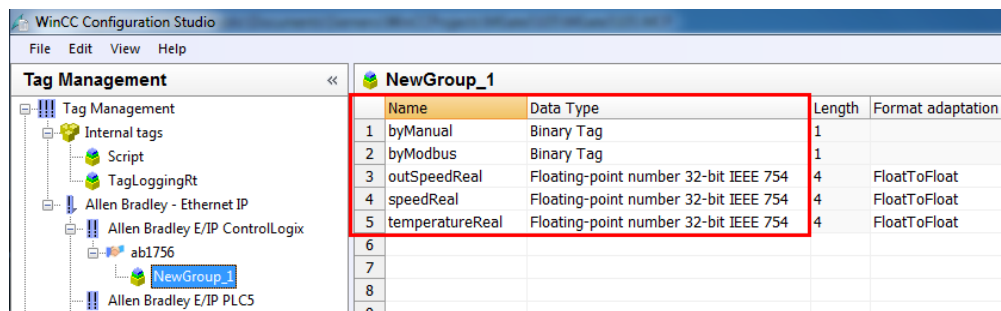 WinCC Configuration Studio
File Edit View Help
Tag Management «
NewGroup_1
Tag Management
Internal tags
Script
TagLoggingRt
Allen Bradley - Ethernet IP
Allen Bradley E/IP ControlLogix
ab1756
NewGroup_1
Allen Bradley E/IP PLC5
Name Data Type Length Format adaptation
1 byManual Binary Tag 1
2 byModbus Binary Tag 1
3 outSpeedReal Floating-point number 32-bit IEEE 754 4 FloatToFloat
4 speedReal Floating-point number 32-bit IEEE 754 4 FloatToFloat
5 temperatureReal Floating-point number 32-bit IEEE 754 4 FloatToFloat
6
7
8